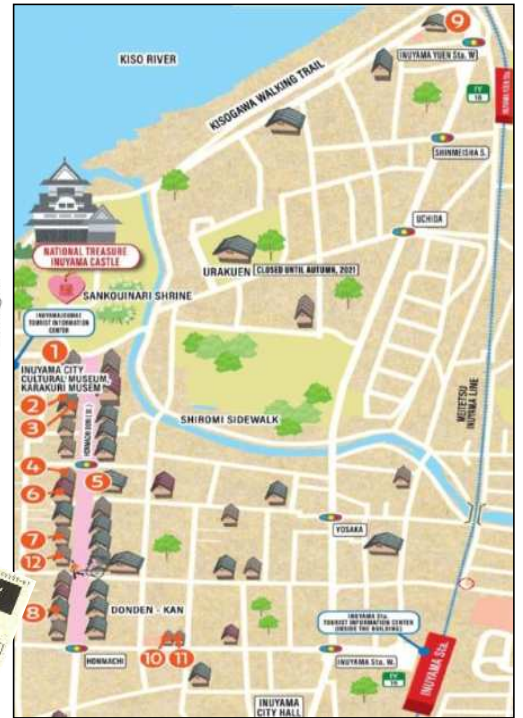 KISO RIVER
KISOGAWA WALKING TRAIL
9
INUYAMA YUEN Sta. W
SHINMEISHA S.
UCHIDA
NATIONAL TREASURE
INUYAMA CASTLE
URAKUEN
CLOSED UNTIL AUTUMN, 2021
SANKOUINARI SHRINE
TOURIST INFORMATION
CENTER
1
INUYAMA CITY
CULTURAL MUSEUM,
KARAKURI MUSEM
2
3
SHIROMI SIDEWALK
MEITETSU
INUYAMA LINE
4
5
6
YOSAKA
7
12
8
DONDEN - KAN
INUYAMA Sta.
TOURIST INFORMATION CENTER
(INSIDE THE BUILDING)
HONMACHI
10
11
INUYAMA Sta. W
INUYAMA Sta.
INUYAMA
CITY HALL